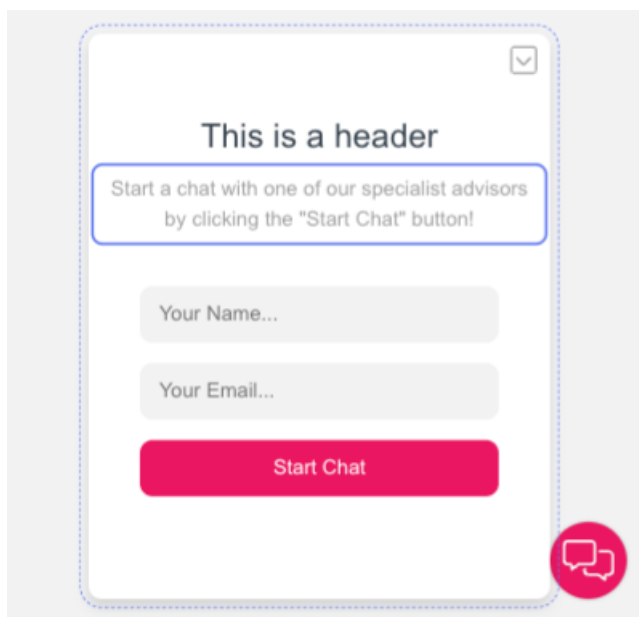 This is a header
Start a chat with one of our specialist advisors
by clicking the "Start Chat" button!
Your Name...
Your Email...
Start Chat